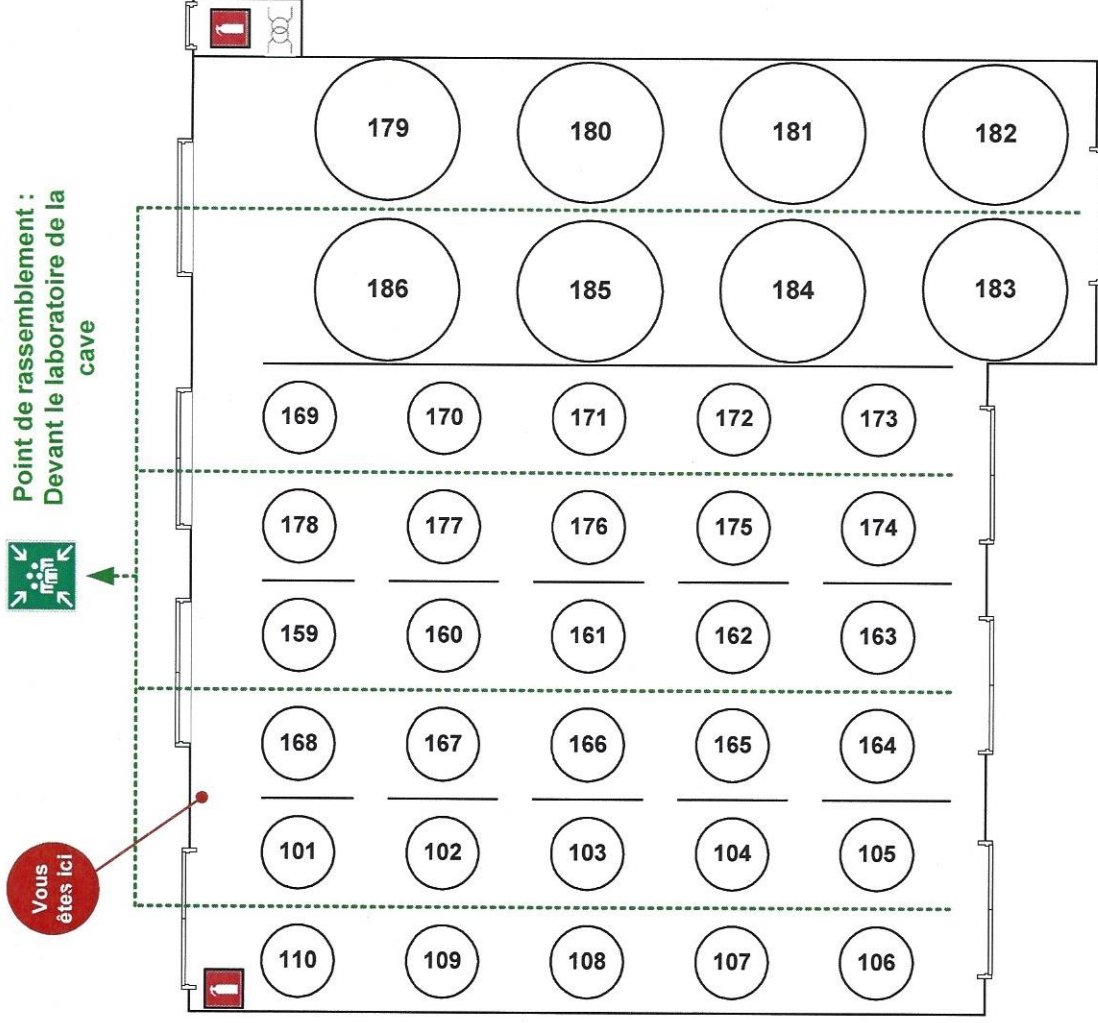 Point de rassemblement :
Devant le laboratoire de la
cave
Vous
êtes ici
179 180 181 182
186 185 184 183
169 170 171 172 173
178 177 176 175 174
159 160 161 162 163
168 167 166 165 164
101 102 103 104 105
110 109 108 107 106